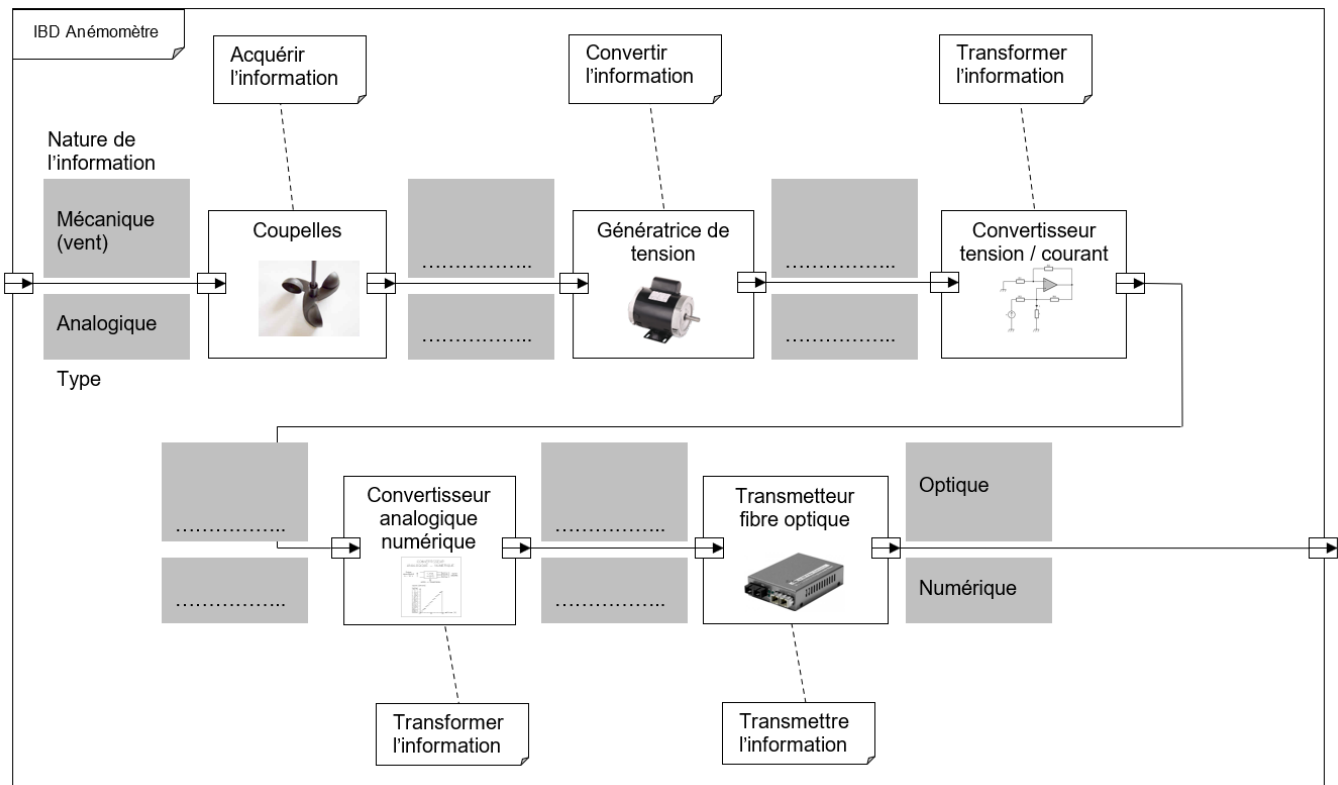 IBD Anémomètre
Acquérir
l'information
Convertir
l'information
Transformer
l'information
Nature de
l'information
Mécanique
(vent)
Analogique
Type
Coupelles
……………..
……………..
Génératrice de
tension
……………..
……………..
Convertisseur
tension / courant
……………..
……………..
Convertisseur
analogique
numérique
……………..
……………..
Transmetteur
fibre optique
Optique
Numérique
Transformer
l'information
Transmettre
l'information